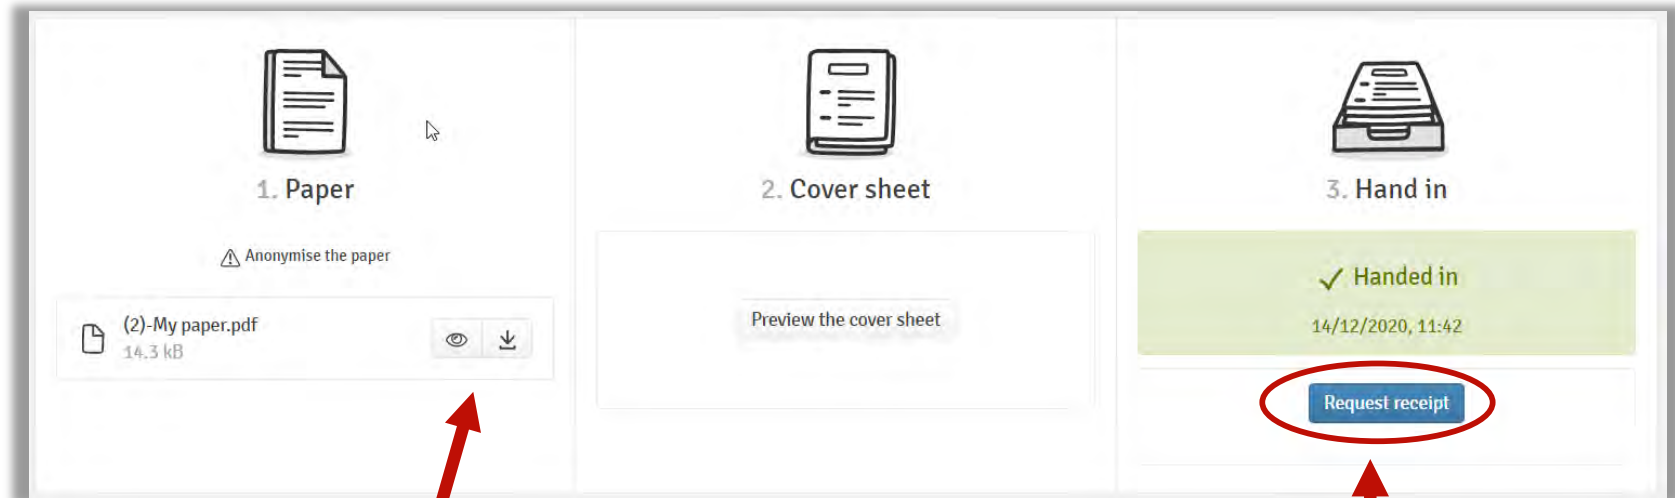 1. Paper
Anonymise the paper
(2)-My paper.pdf
14.3 kB
2. Cover sheet
Preview the cover sheet
3. Hand in
Handed in
14/12/2020, 11:42
Request receipt